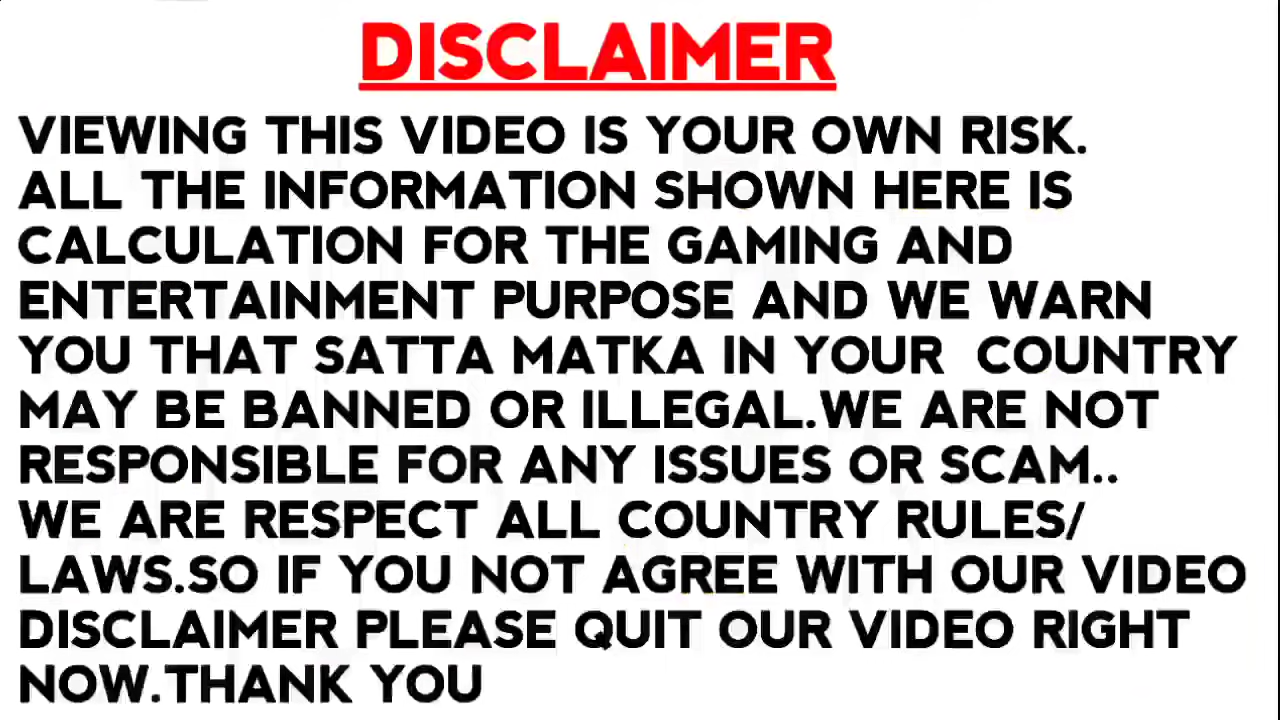 DISCLAIMER
VIEWING THIS VIDEO IS YOUR OWN RISK.
ALL THE INFORMATION SHOWN HERE IS
CALCULATION FOR THE GAMING AND
ENTERTAINMENT PURPOSE AND WE WARN
YOU THAT SATTA MATKA IN YOUR  COUNTRY
MAY BE BANNED OR ILLEGAL.WE ARE NOT
RESPONSIBLE FOR ANY ISSUES OR SCAM..
WE ARE RESPECT ALL COUNTRY RULES/
LAWS.SO IF YOU NOT AGREE WITH OUR VIDEO
DISCLAIMER PLEASE QUIT OUR VIDEO RIGHT
NOW.THANK YOU